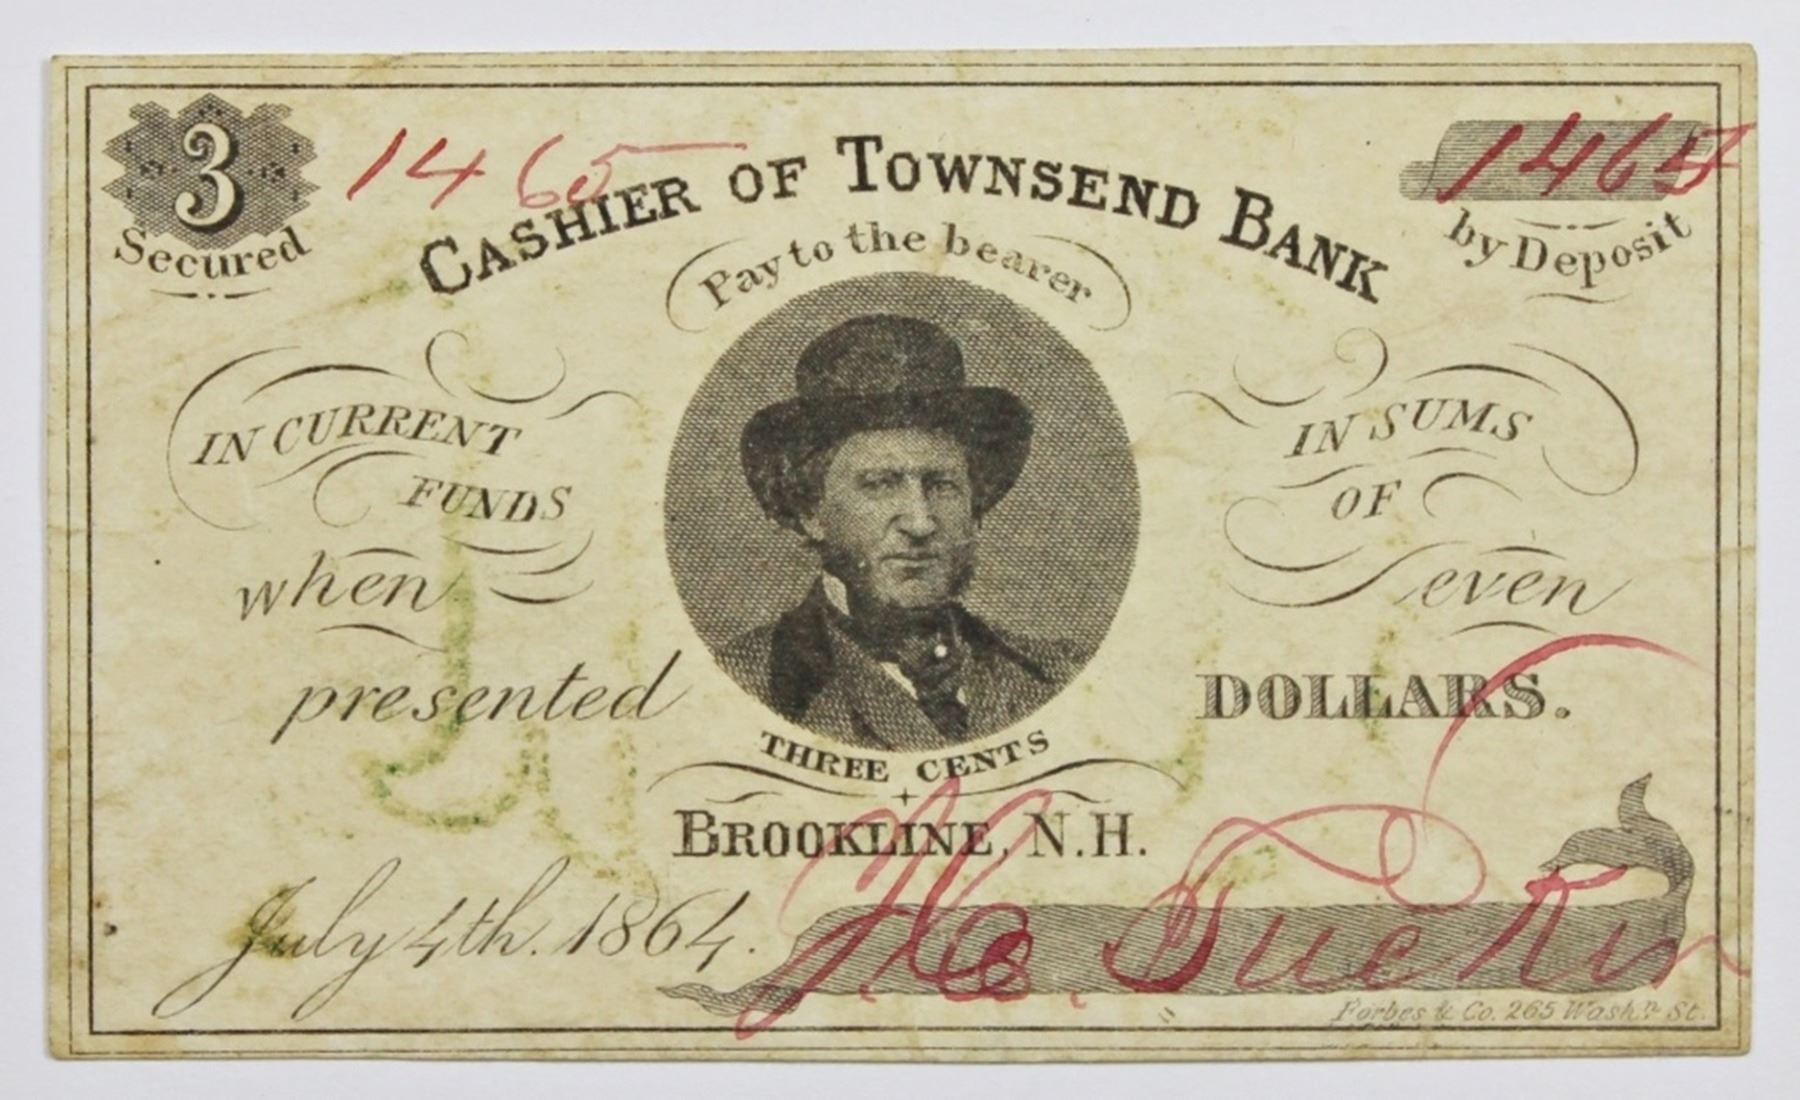 3
Secured
1465
CASHIER OF TOWNSEND BANK
1465
by Deposit
Pay to the bearer
IN CURRENT
FUNDS
when
presented
IN SUMS
OF
Seven
DOLLARS.
THREE CENTS
BROOKLINE, N.H.
July 4th. 1864.
Forbes & Co. 265 Washn. St.